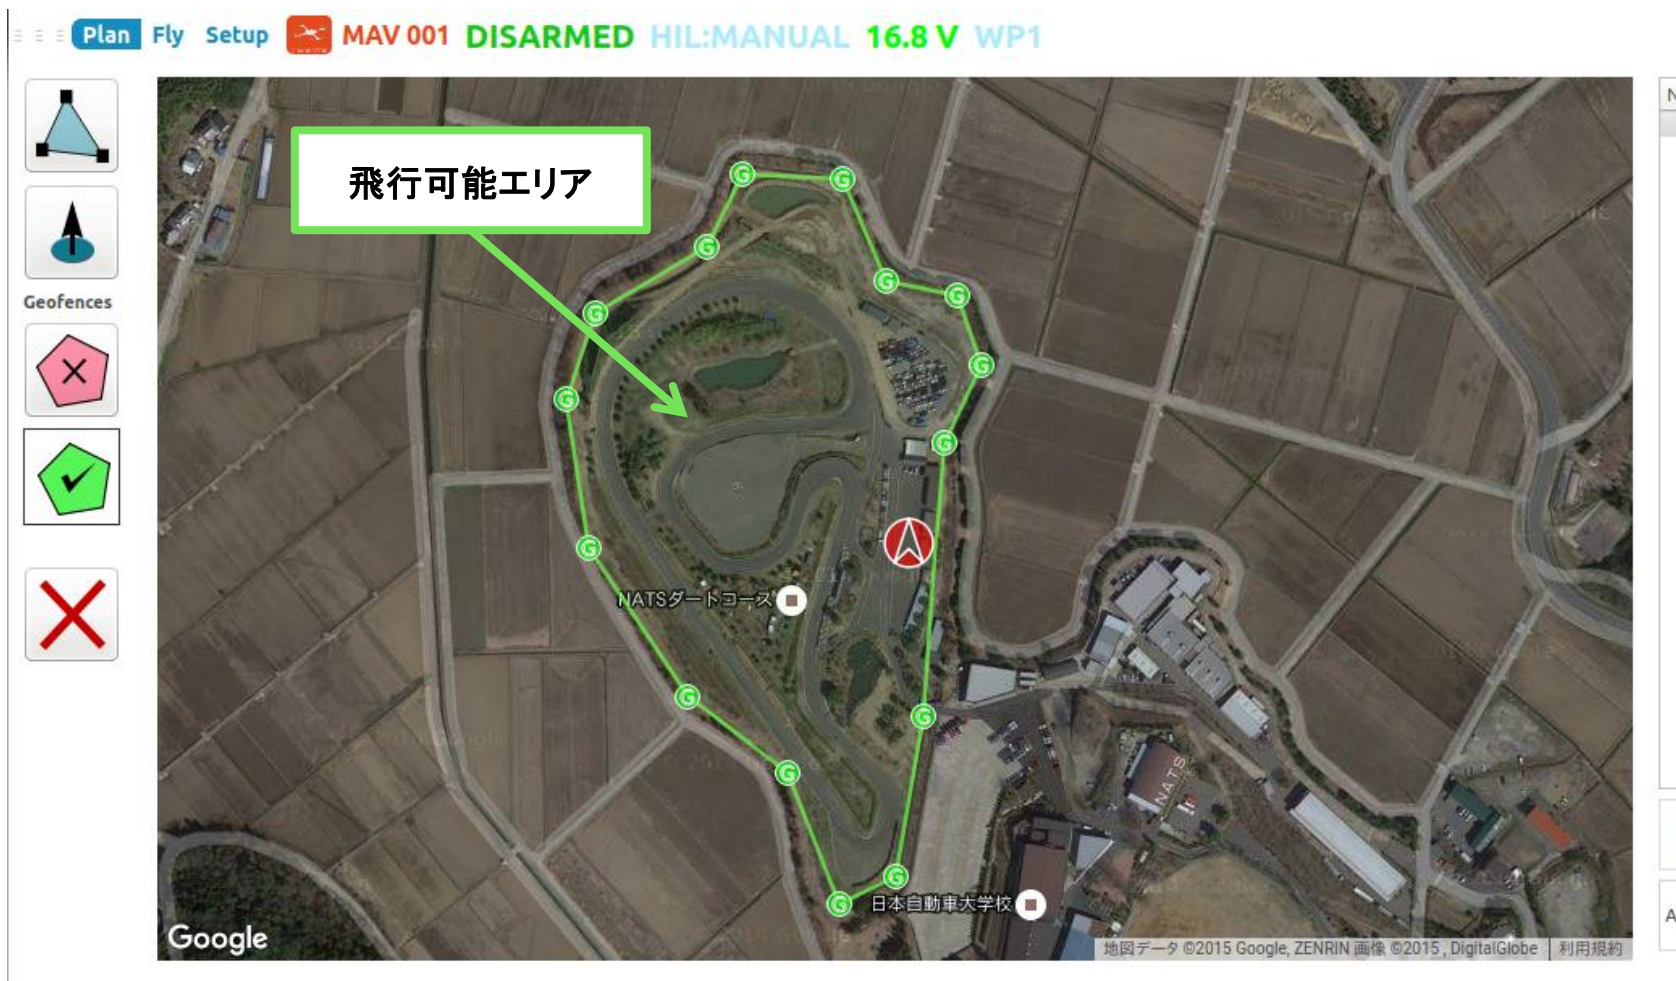 Plan Fly Setup MAV 001 DISARMED HIL:MANUAL 16.8 V WP1
飛行可能エリア
Geofences
G
G
G
G
G
G
G
G
G
G
G
NATSダートコース
G
G
NATS
G
G
G
日本自動車大学校
Google
地図データ ©2015 Google, ZENRIN 画像 ©2015 , DigitalGlobe 利用規約
N
A